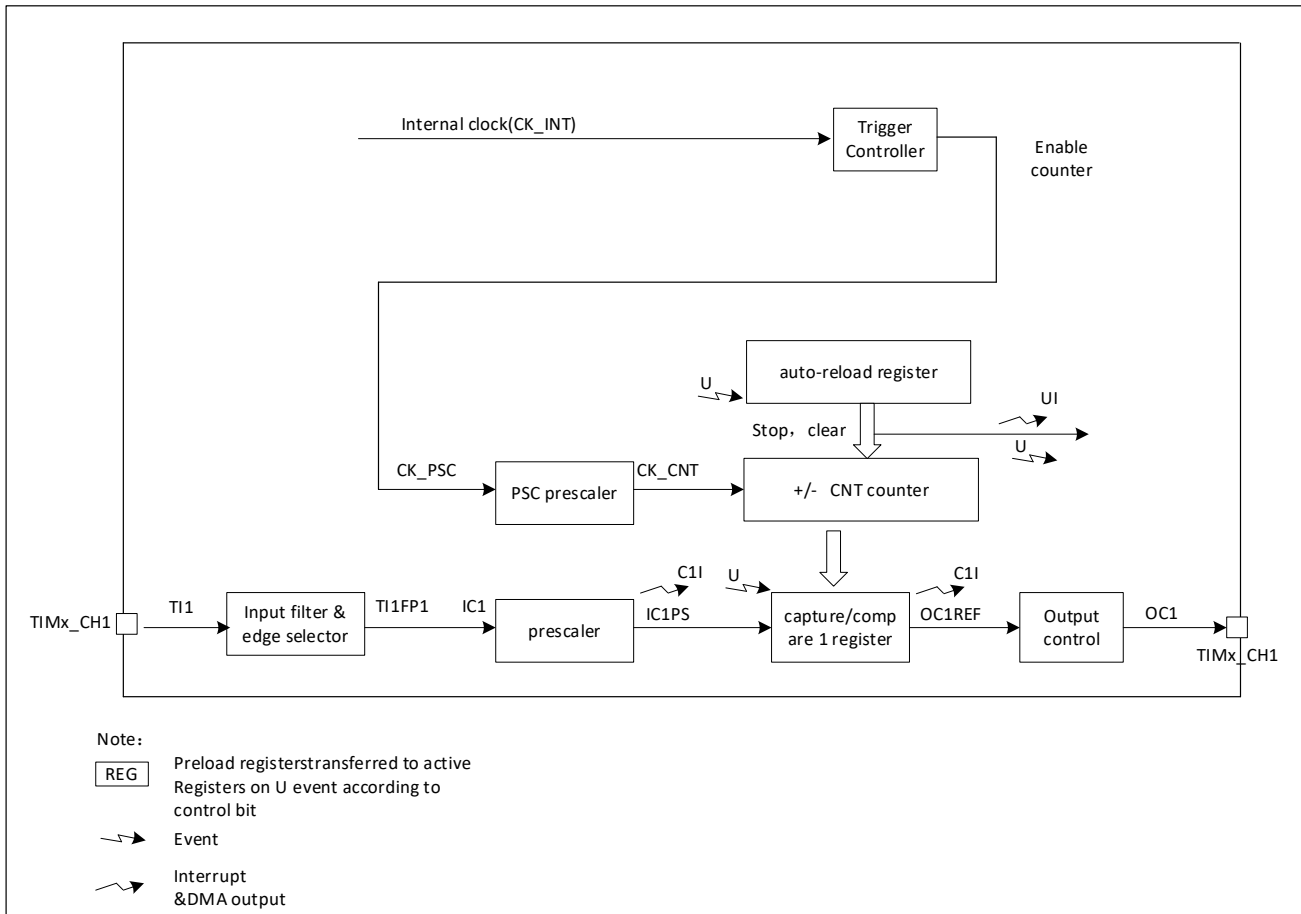 Internal clock(CK_INT)
Trigger
Controller
Enable
counter
auto-reload register
U
UI
Stop，clear
U
CK_PSC
CK_CNT
PSC prescaler
+/- CNT counter
C1I
U
C1I
TI1
TI1FP1
IC1
IC1PS
OC1REF
OC1
TIMx_CH1
Input filter &
edge selector
prescaler
capture/comp
are 1 register
Output
control
TIMx_CH1
Note：
REG
Preload registerstransferred to active
Registers on U event according to
control bit
Event
Interrupt
&DMA output